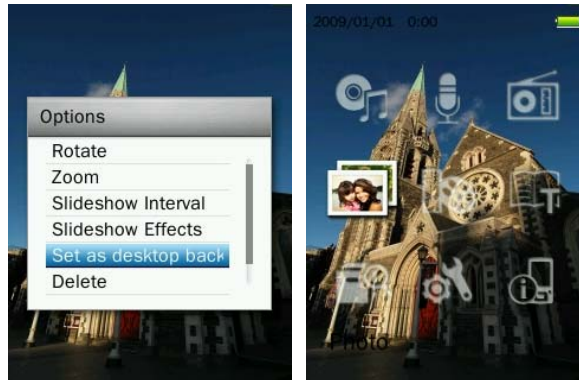 Options
Rotate
Zoom
Slideshow Interval
Slideshow Effects
Set as desktop back
Delete
2009/01/01 0:00
Photo